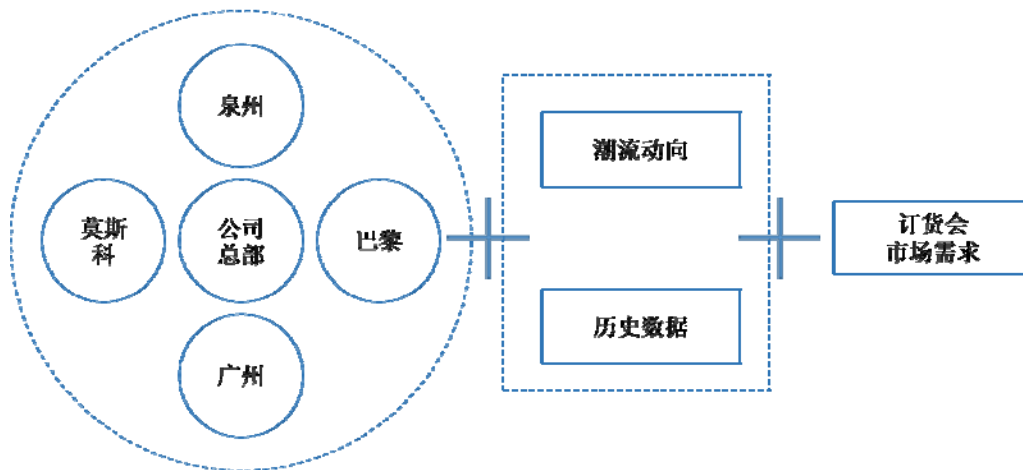 泉州
潮流动向
莫斯
科
公司
总部
巴黎
订货会
市场需求
历史数据
广州